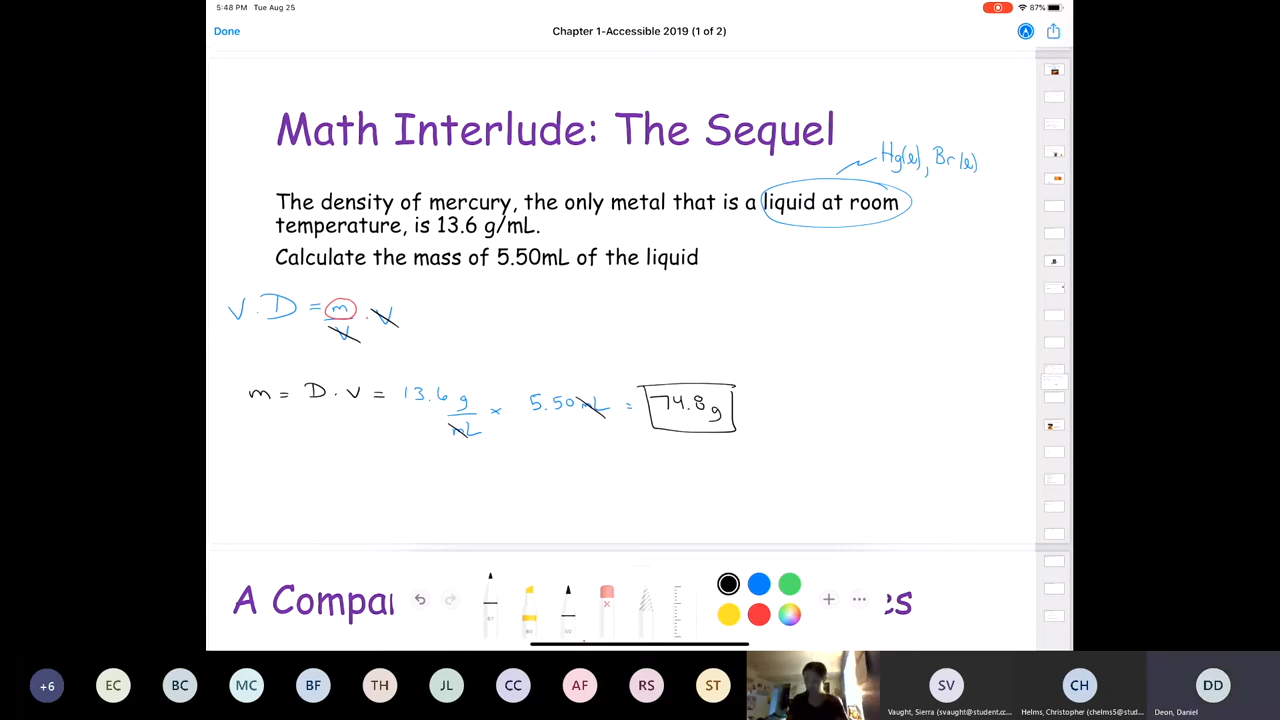 5:48 PM Tue Aug 25
87%
Done
Chapter 1-Accessible 2019 (1 of 2)
Math Interlude: The Sequel
Hg(l), Br(l)
The density of mercury, the only metal that is a liquid at room
temperature, is 13.6 g/mL.
Calculate the mass of 5.50mL of the liquid
V . D = m/V . V
m = D . V = 13.6 g/mL x 5.50mL = 74.8g
A Compa
es
+6
EC
BC
MC
BF
TH
JL
CC
AF
RS
ST
SV
CH
DD
Vaught, Sierra (svaught@student.cc...
Helms, Christopher (chelms5@stud...
Deon, Daniel